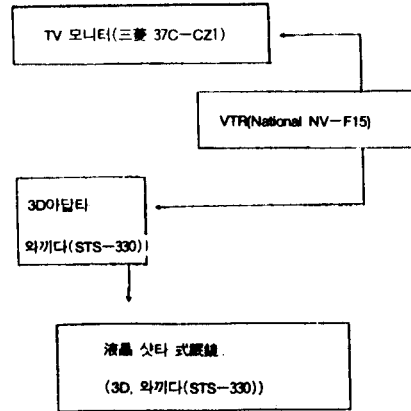 TV 모니터(三菱 37C-CZ1)
VTR(National NV-F15)
3D아답타
와끼다(STS-330))
液晶 샷타 式眼鏡.
(3D, 와끼다(STS-330))